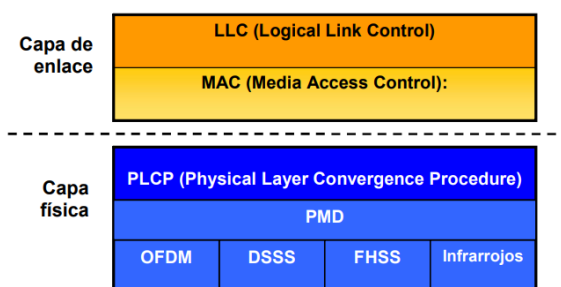 Capa de
enlace
LLC (Logical Link Control)
MAC (Media Access Control):
Capa
física
PLCP (Physical Layer Convergence Procedure)
PMD
OFDM DSSS FHSS Infrarrojos